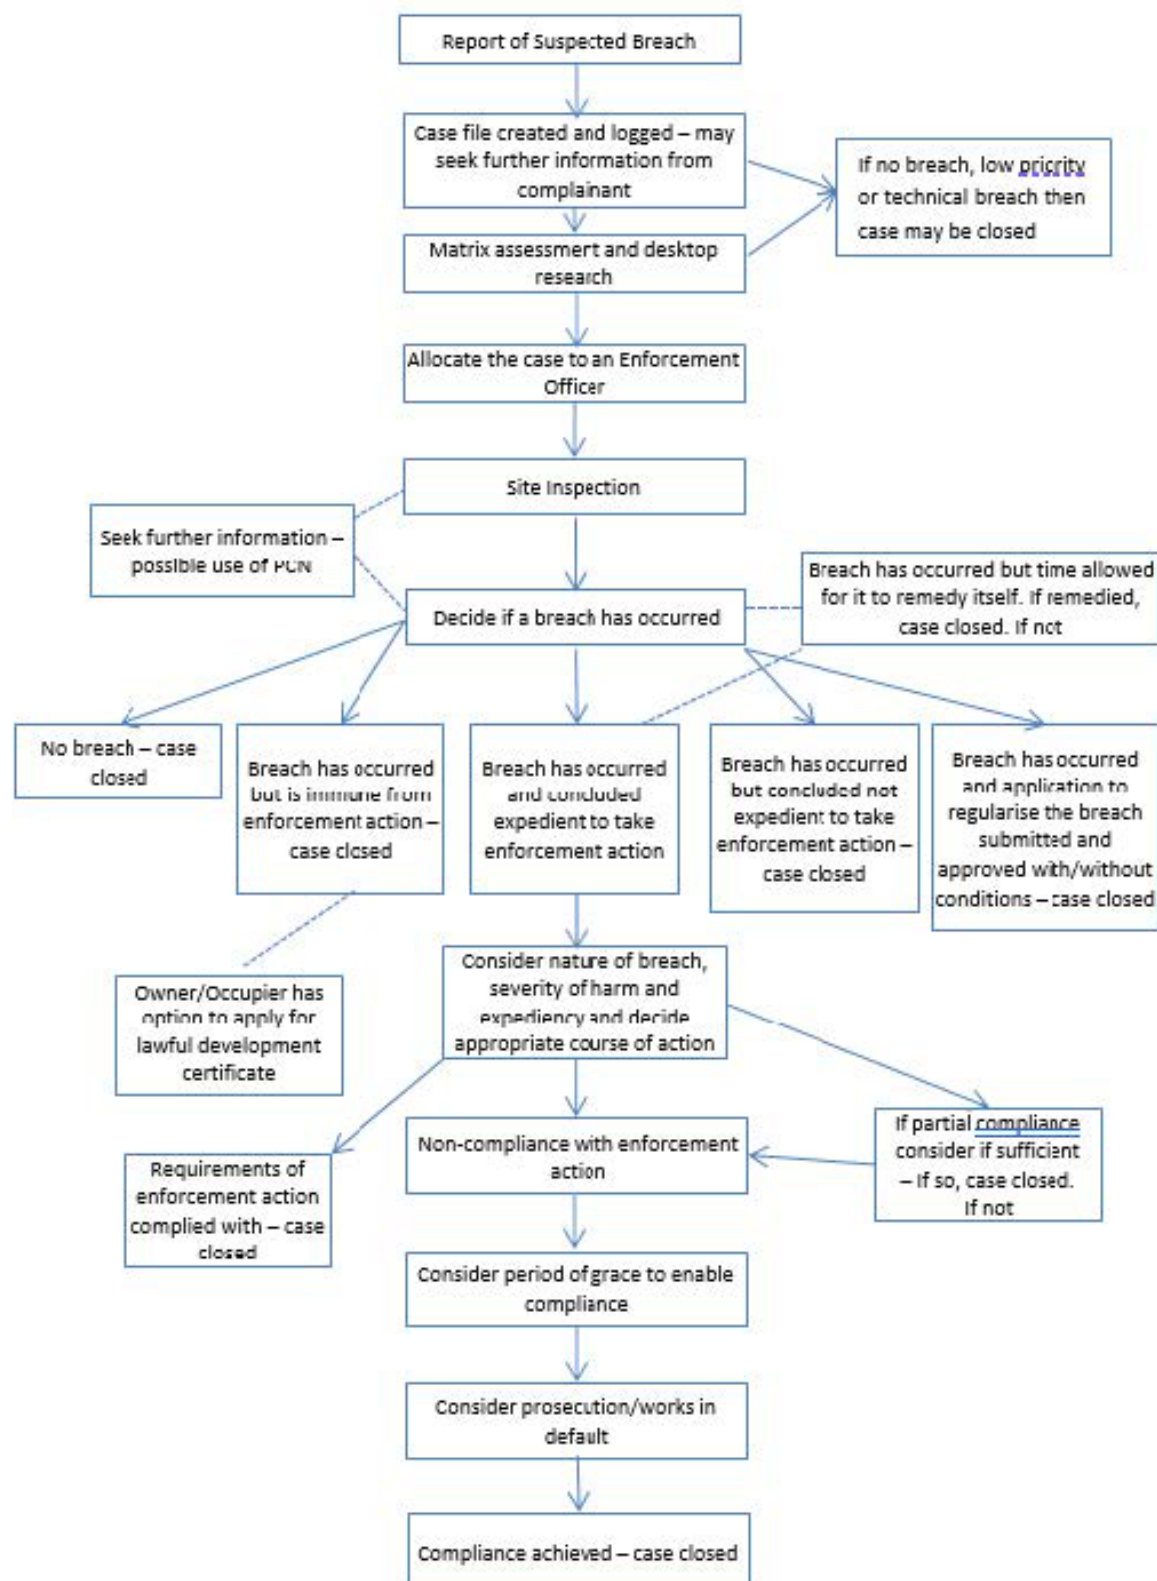 Report of Suspected Breach
Case file created and logged – may
seek further information from
complainant
If no breach, low pricrity
or technical breach then
case may be closed
Matrix assessment and desktop
research
Allocate the case to an Enforcement
Officer
Site Inspection
Seek further information –
possible use of PCN
Breach has occurred but time allowed
for it to remedy itself. If remedied,
case closed. If not
Decide if a breach has occurred
No breach – case
closed
Breach has occurred
but is immune from
enforcement action –
case closed
Breach has occurred
and concluded
expedient to take
enforcement action
Breach has occurred
but concluded not
expedient to take
enforcement action –
case closed
Breach has occurred
and application to
regularise the breach
submitted and
approved with/without
conditions – case closed
Owner/Occupier has
option to apply for
lawful development
certificate
Consider nature of breach,
severity of harm and
expediency and decide
appropriate course of action
Requirements of
enforcement action
complied with – case
closed
Non-compliance with enforcement
action
If partial compliance
consider if sufficient
– If so, case closed.
If not
Consider period of grace to enable
compliance
Consider prosecution/works in
default
Compliance achieved – case closed